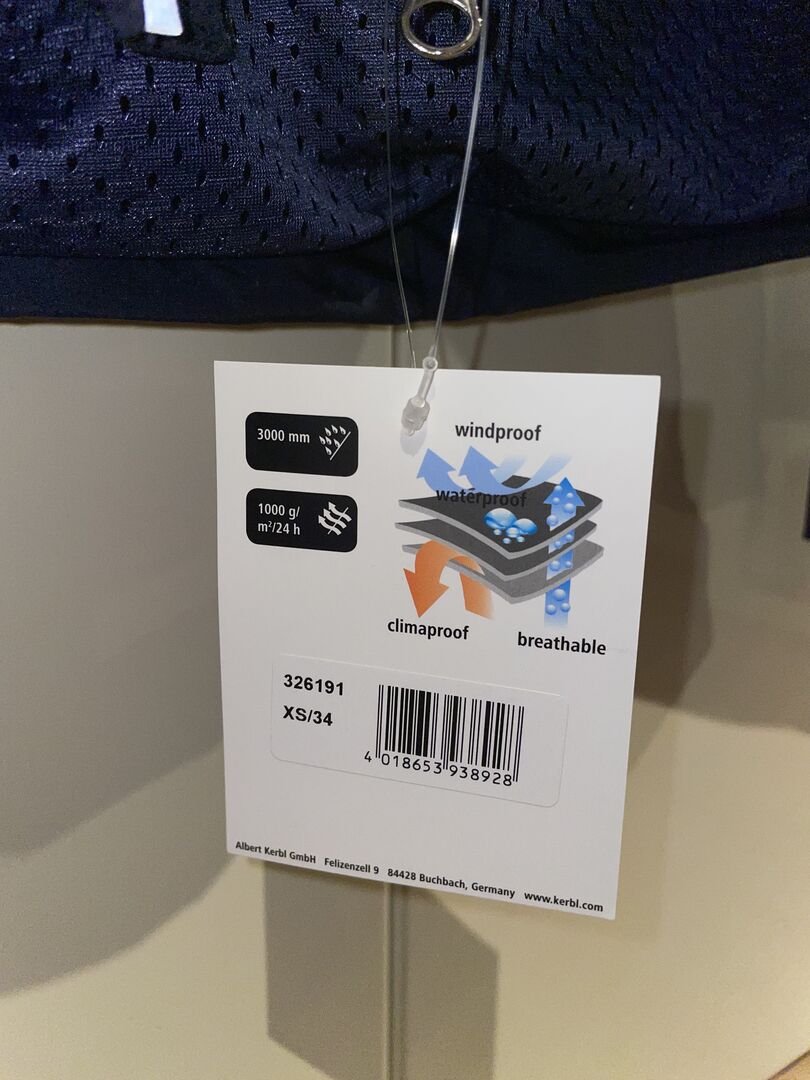 3000 mm
1000 g/
m²/24 h
windproof
waterproof
climaproof
breathable
326191
XS/34
4 018653 938928
Albert Kerbl GmbH Felizenzell 9 84428 Buchbach, Germany www.kerbl.com